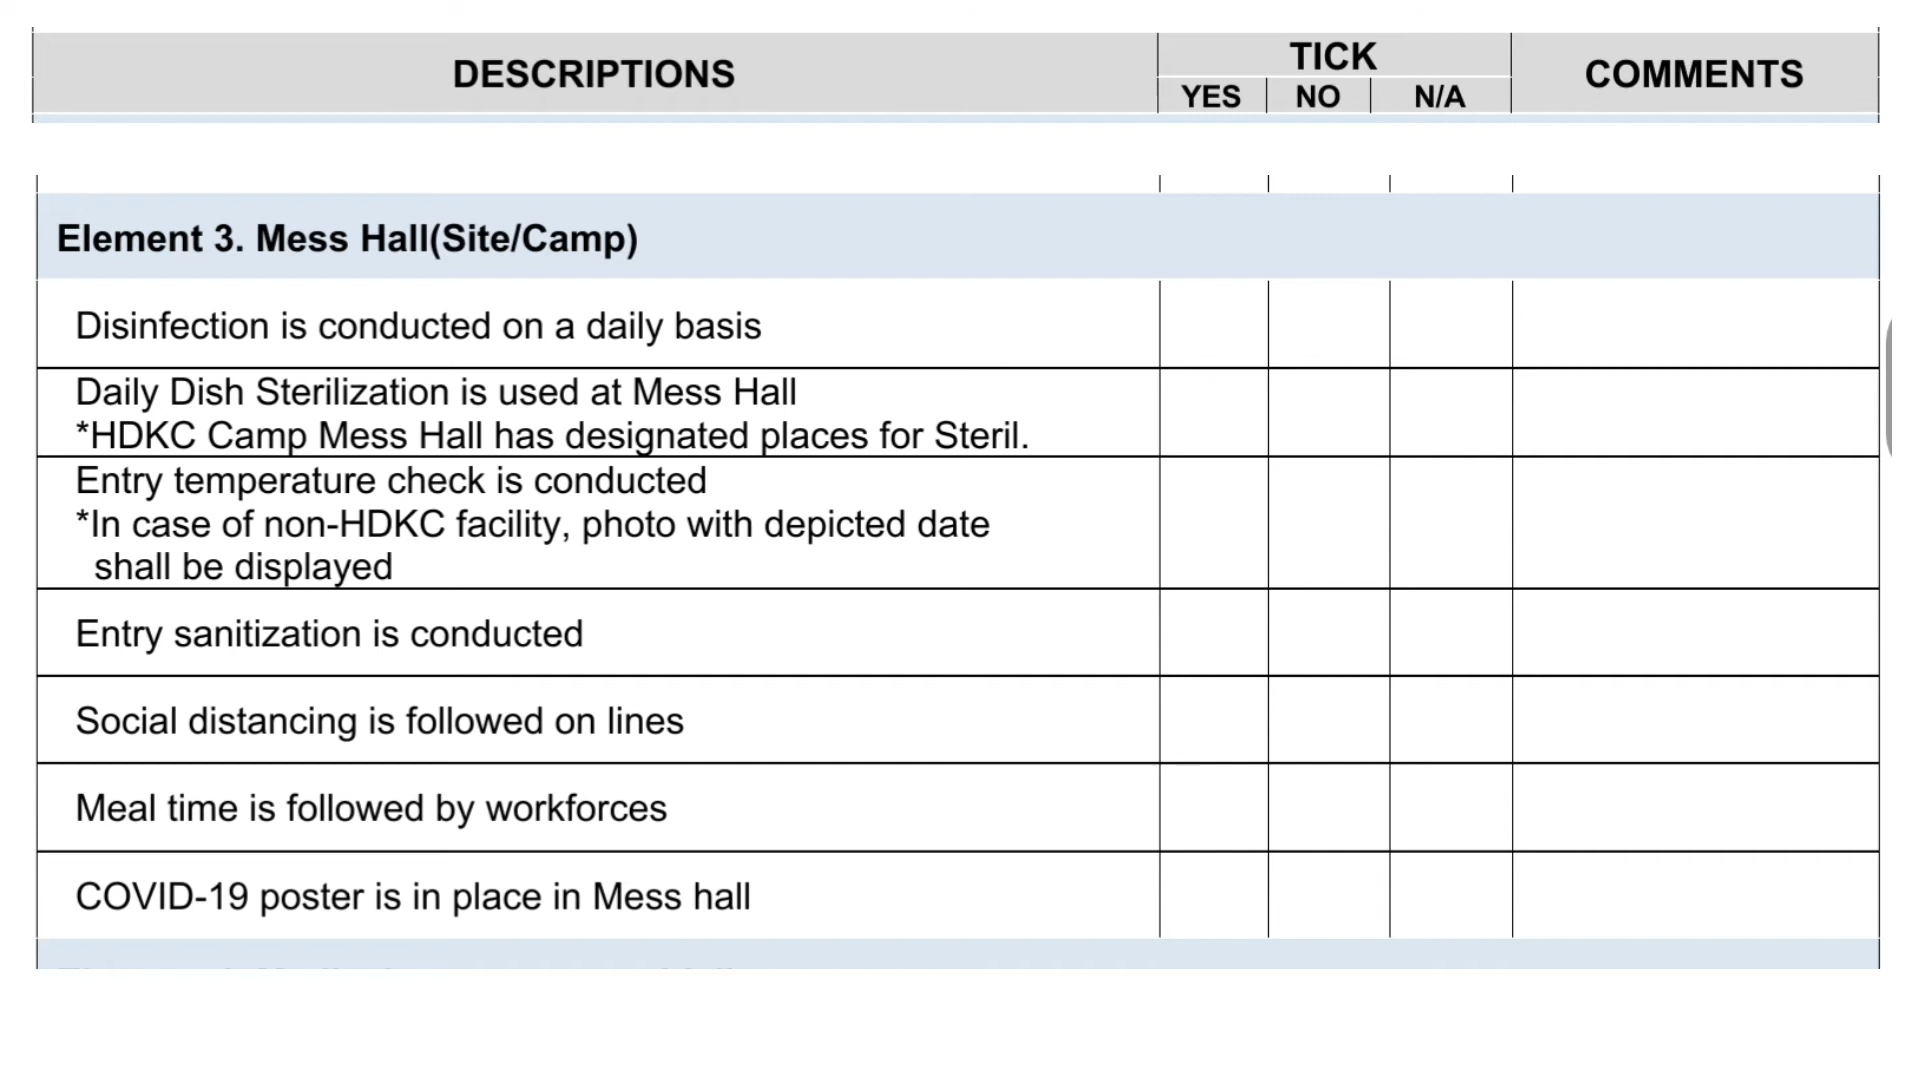 DESCRIPTIONS
TICK
COMMENTS
YES
NO
N/A
Element 3. Mess Hall(Site/Camp)
Disinfection is conducted on a daily basis
Daily Dish Sterilization is used at Mess Hall
*HDKC Camp Mess Hall has designated places for Steril.
Entry temperature check is conducted
*In case of non-HDKC facility, photo with depicted date
shall be displayed
Entry sanitization is conducted
Social distancing is followed on lines
Meal time is followed by workforces
COVID-19 poster is in place in Mess hall